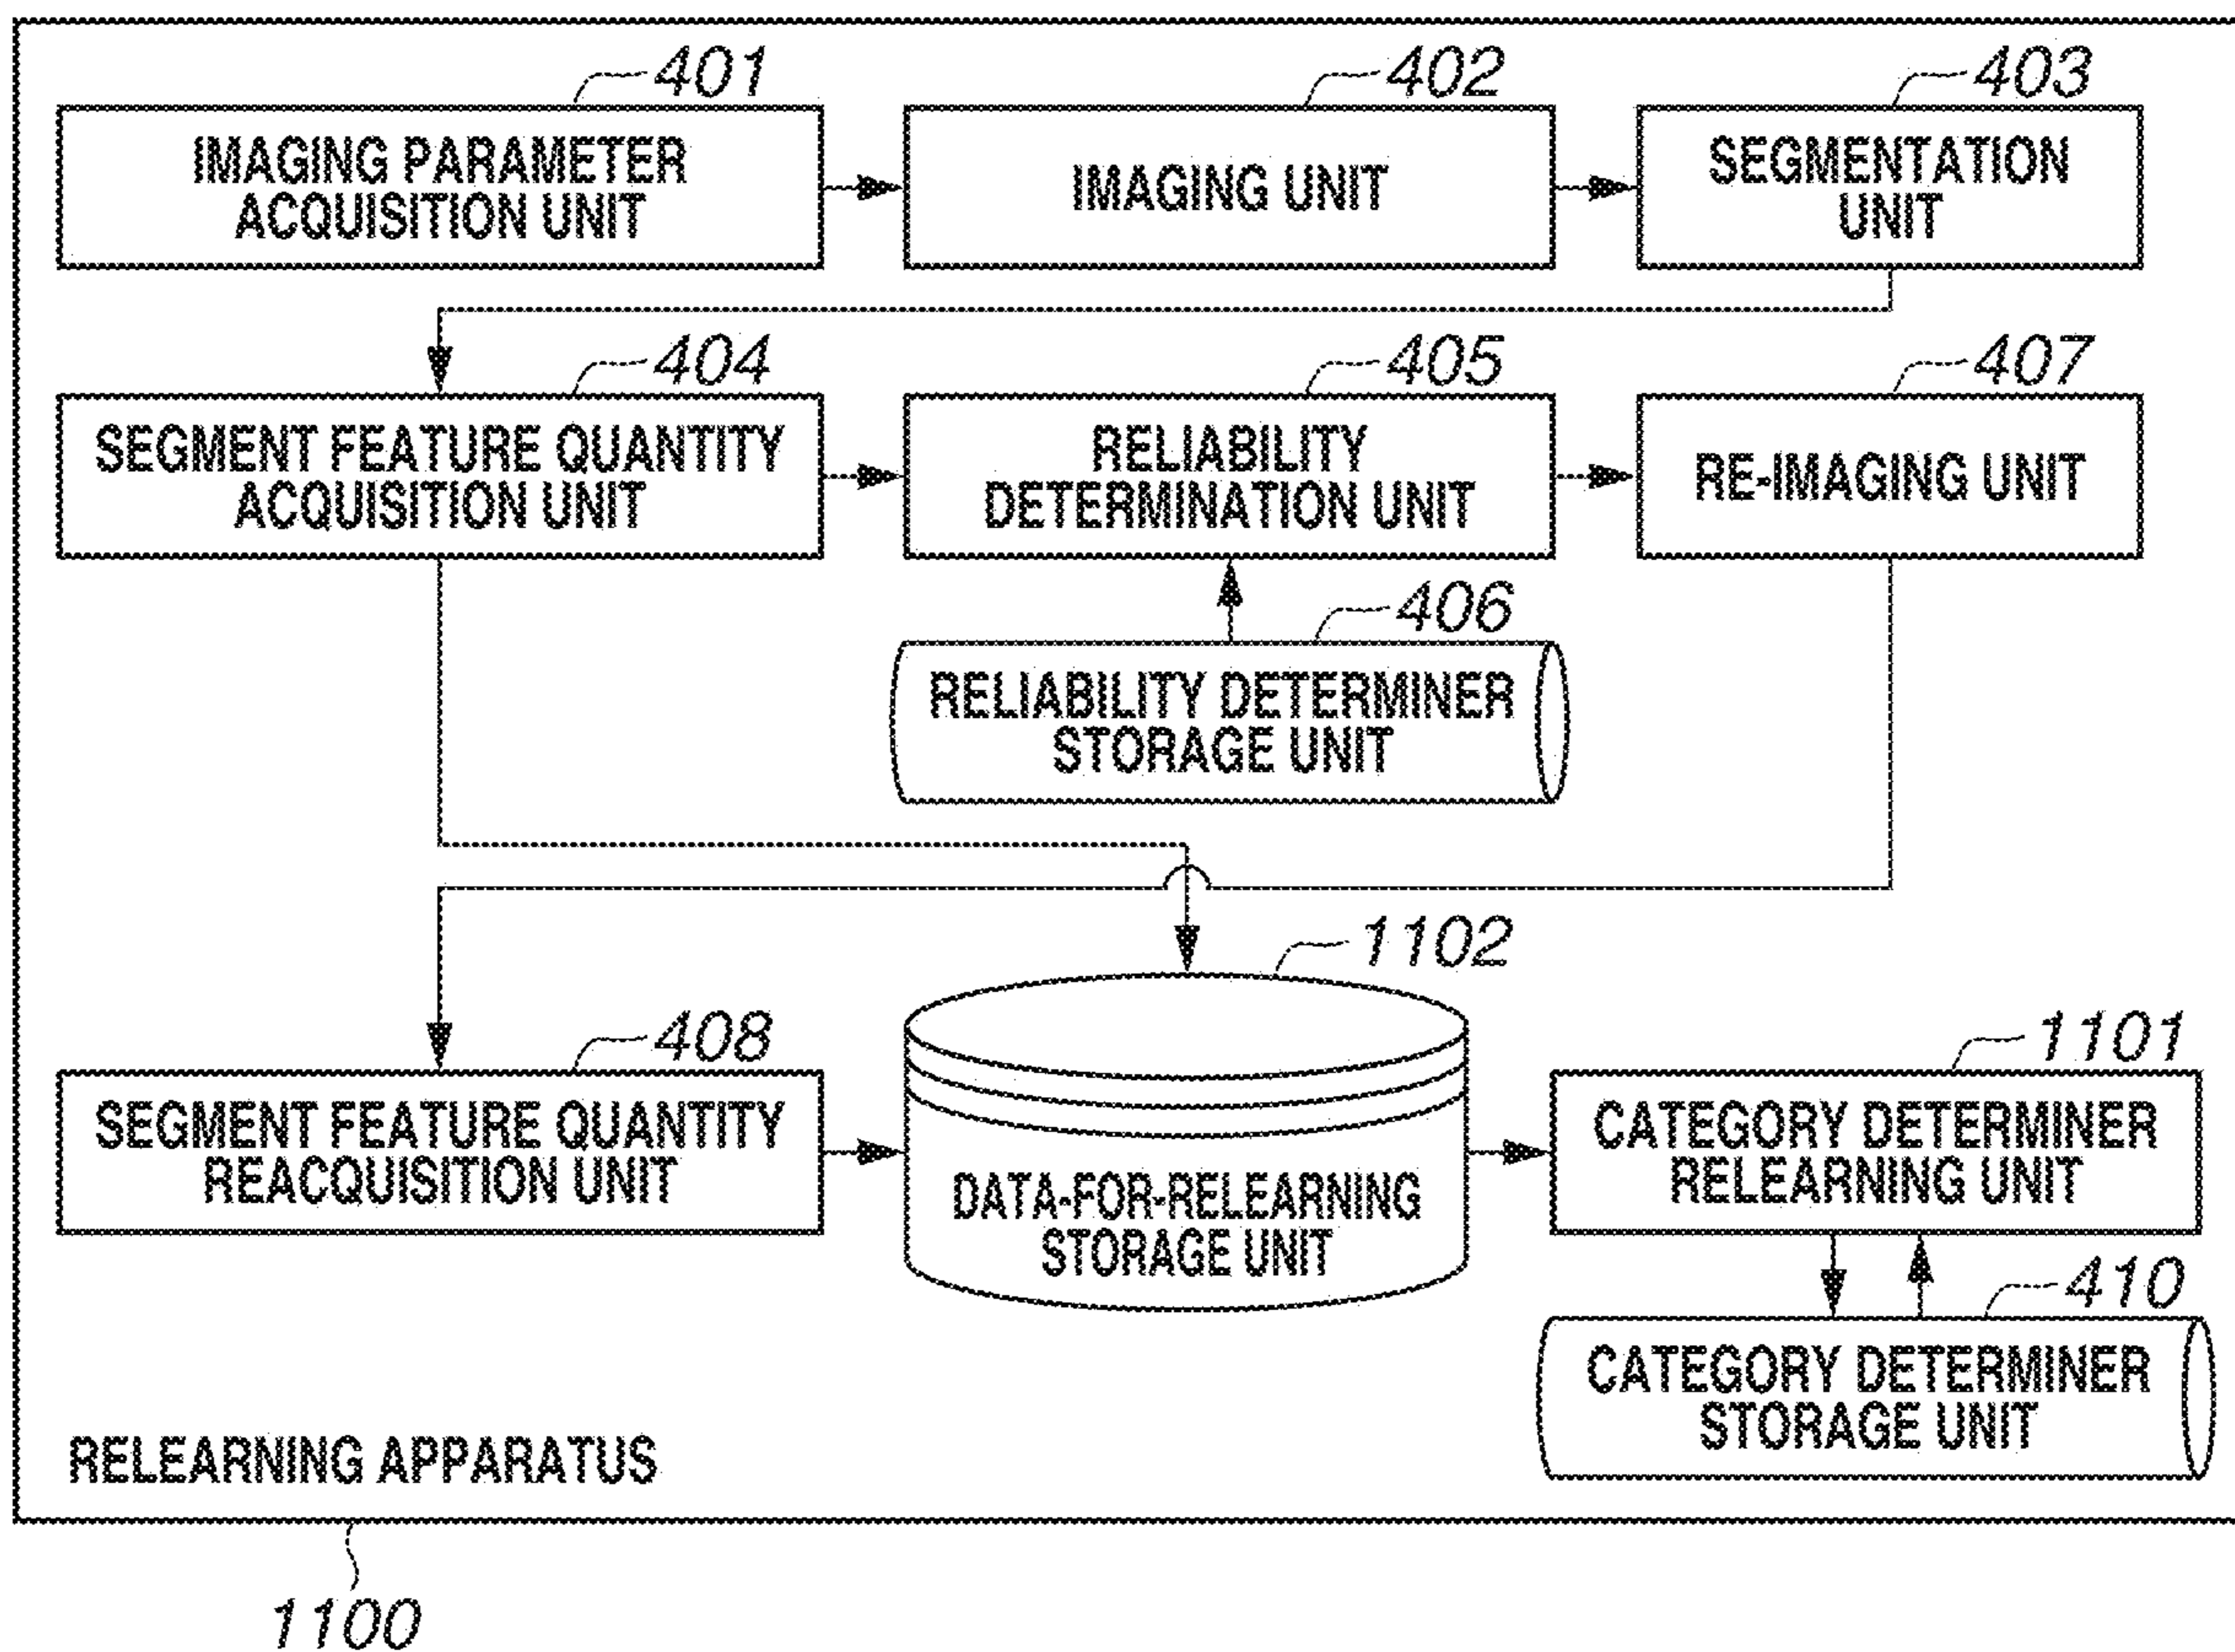 401
402
403
IMAGING PARAMETER
ACQUISITION UNIT
IMAGING UNIT
SEGMENTATION
UNIT
404
405
407
SEGMENT FEATURE QUANTITY
ACQUISITION UNIT
RELIABILITY
DETERMINATION UNIT
RE-IMAGING UNIT
406
RELIABILITY DETERMINER
STORAGE UNIT
1102
408
1101
SEGMENT FEATURE QUANTITY
REACQUISITION UNIT
DATA-FOR-RELEARNING
STORAGE UNIT
CATEGORY DETERMINER
RELEARNING UNIT
410
CATEGORY DETERMINER
STORAGE UNIT
RELEARNING APPARATUS
1100